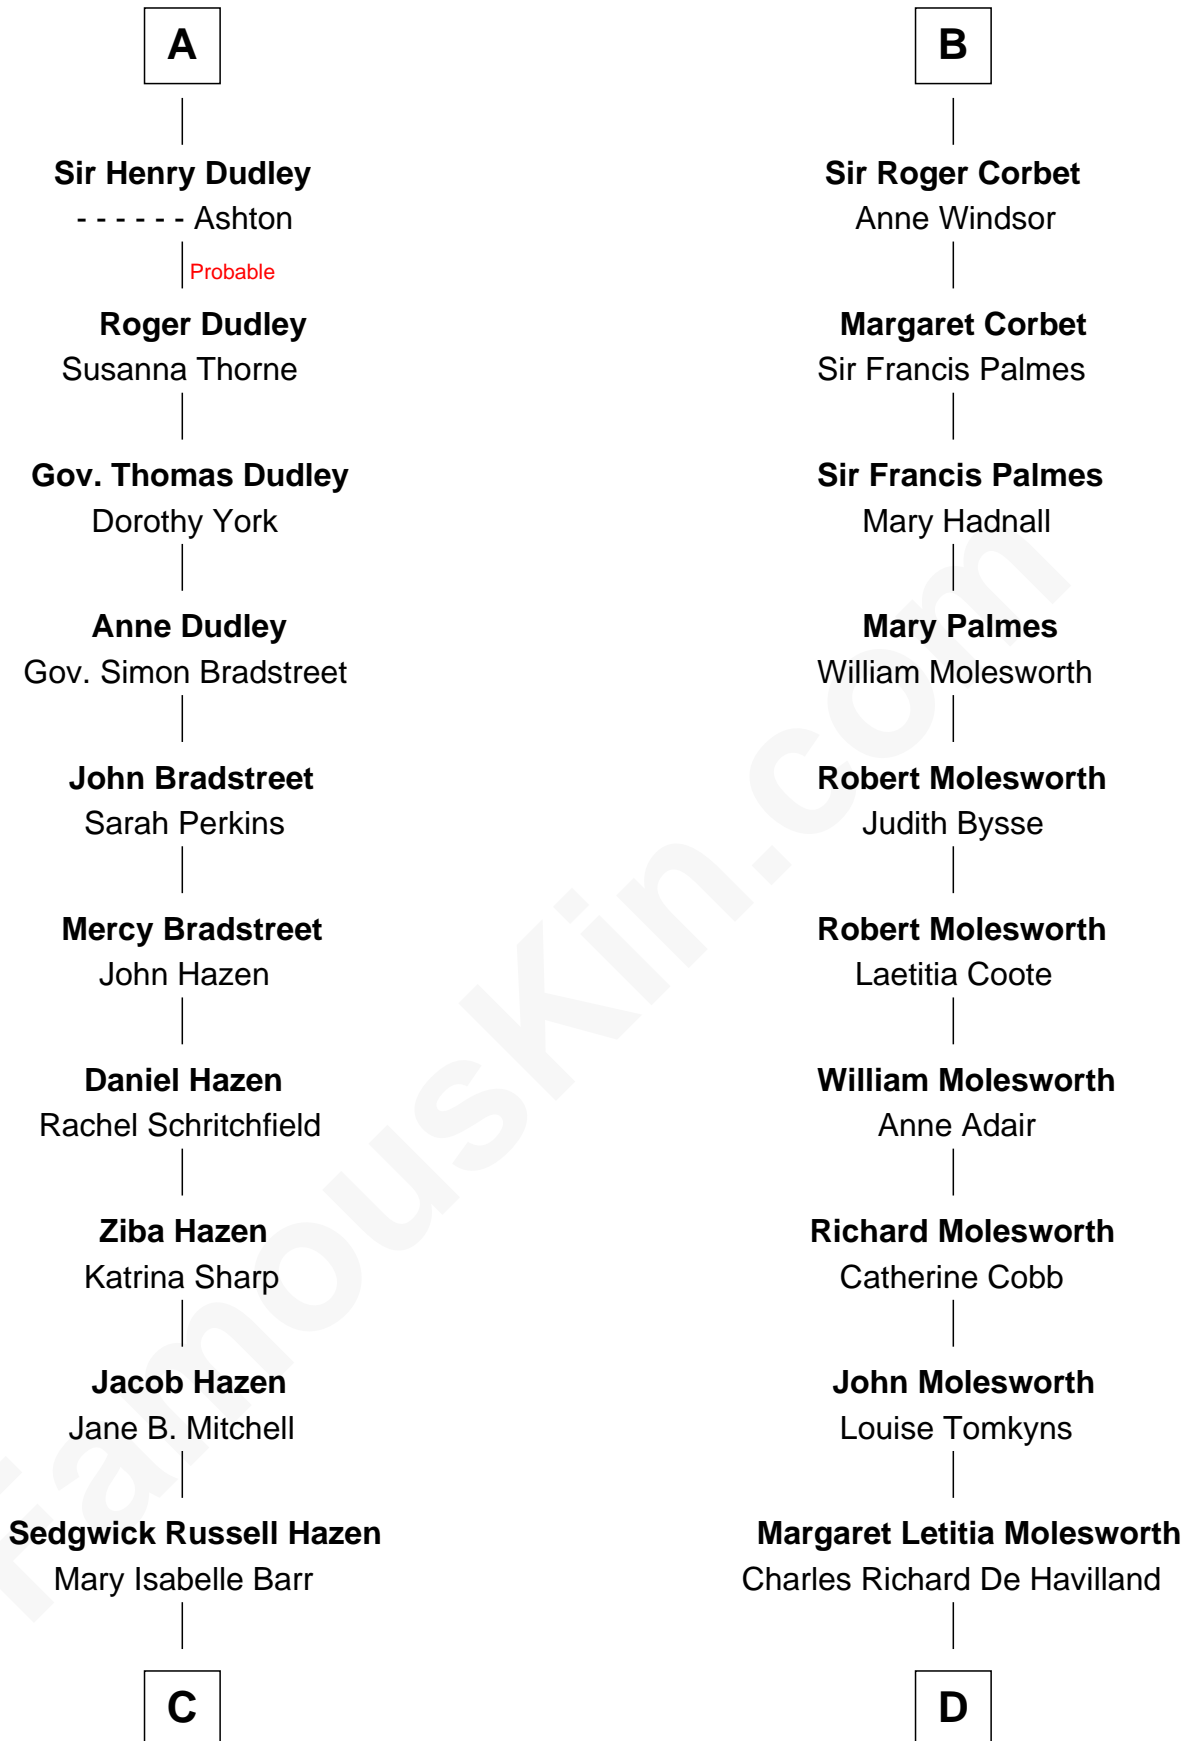 A
Sir Henry Dudley
- - - - - - Ashton
Probable
Roger Dudley
Susanna Thorne
Gov. Thomas Dudley
Dorothy York
Anne Dudley
Gov. Simon Bradstreet
John Bradstreet
Sarah Perkins
Mercy Bradstreet
John Hazen
Daniel Hazen
Rachel Schritchfield
Ziba Hazen
Katrina Sharp
Jacob Hazen
Jane B. Mitchell
Sedgwick Russell Hazen
Mary Isabelle Barr
C
B
Sir Roger Corbet
Anne Windsor
Margaret Corbet
Sir Francis Palmes
Sir Francis Palmes
Mary Hadnall
Mary Palmes
William Molesworth
Robert Molesworth
Judith Bysse
Robert Molesworth
Laetitia Coote
William Molesworth
Anne Adair
Richard Molesworth
Catherine Cobb
John Molesworth
Louise Tomkyns
Margaret Letitia Molesworth
Charles Richard De Havilland
D
FamousKin.com